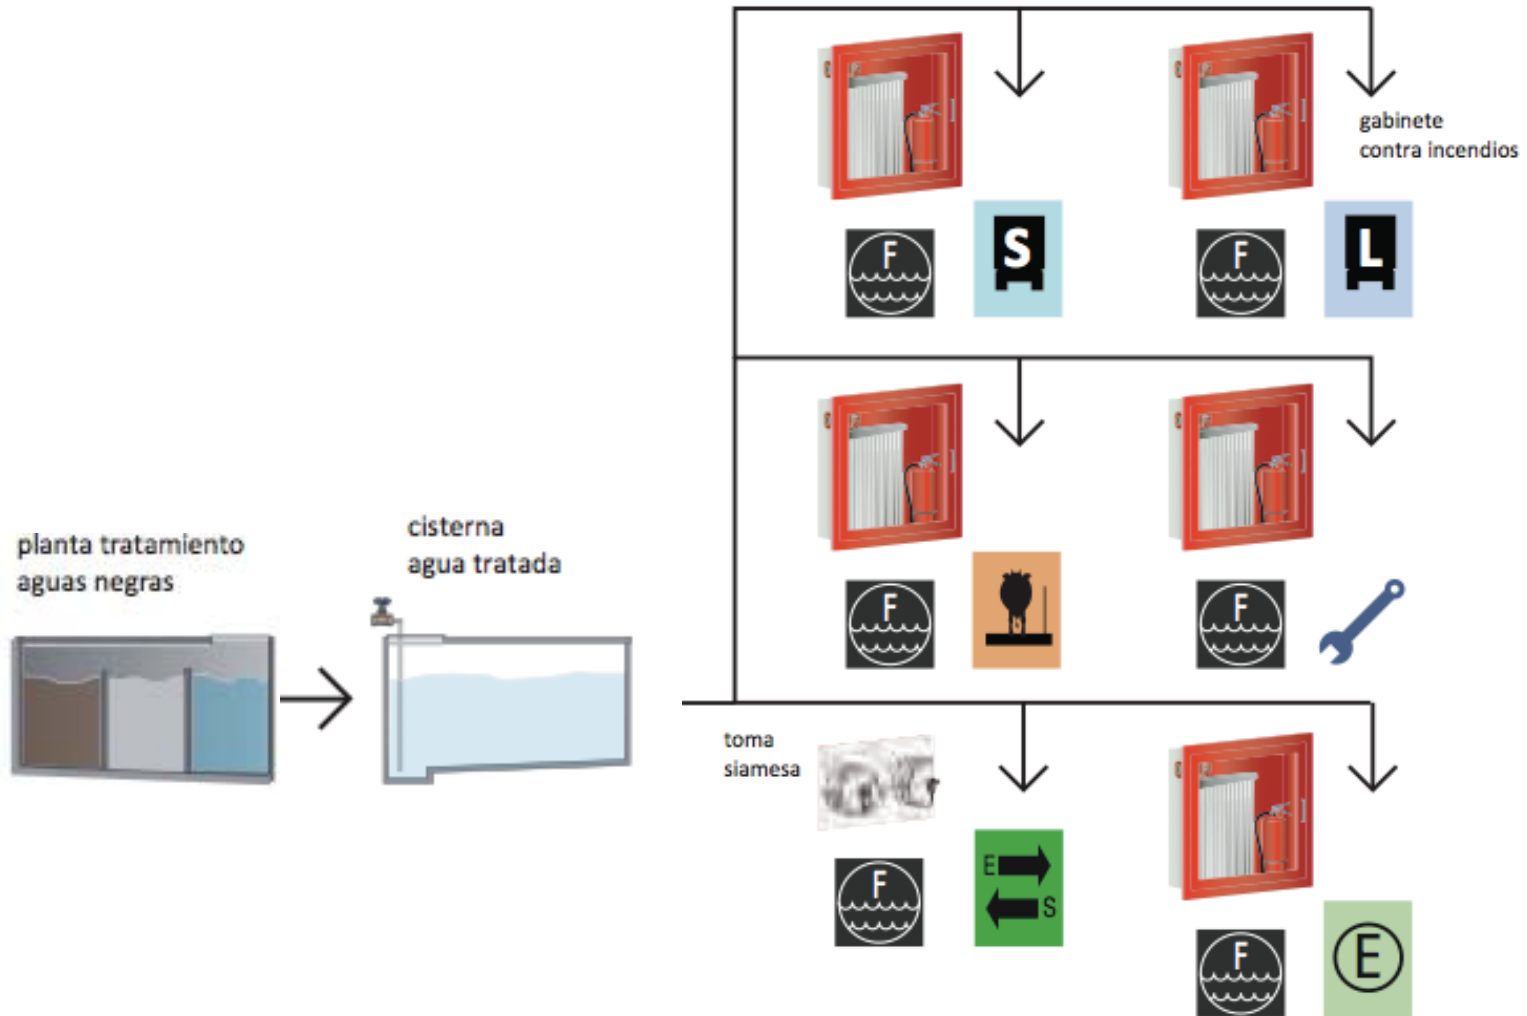 gabinete
contra incendios
F
S
F
L
planta tratamiento
aguas negras
cisterna
agua tratada
F
F
toma
siamesa
F
E
S
F
E